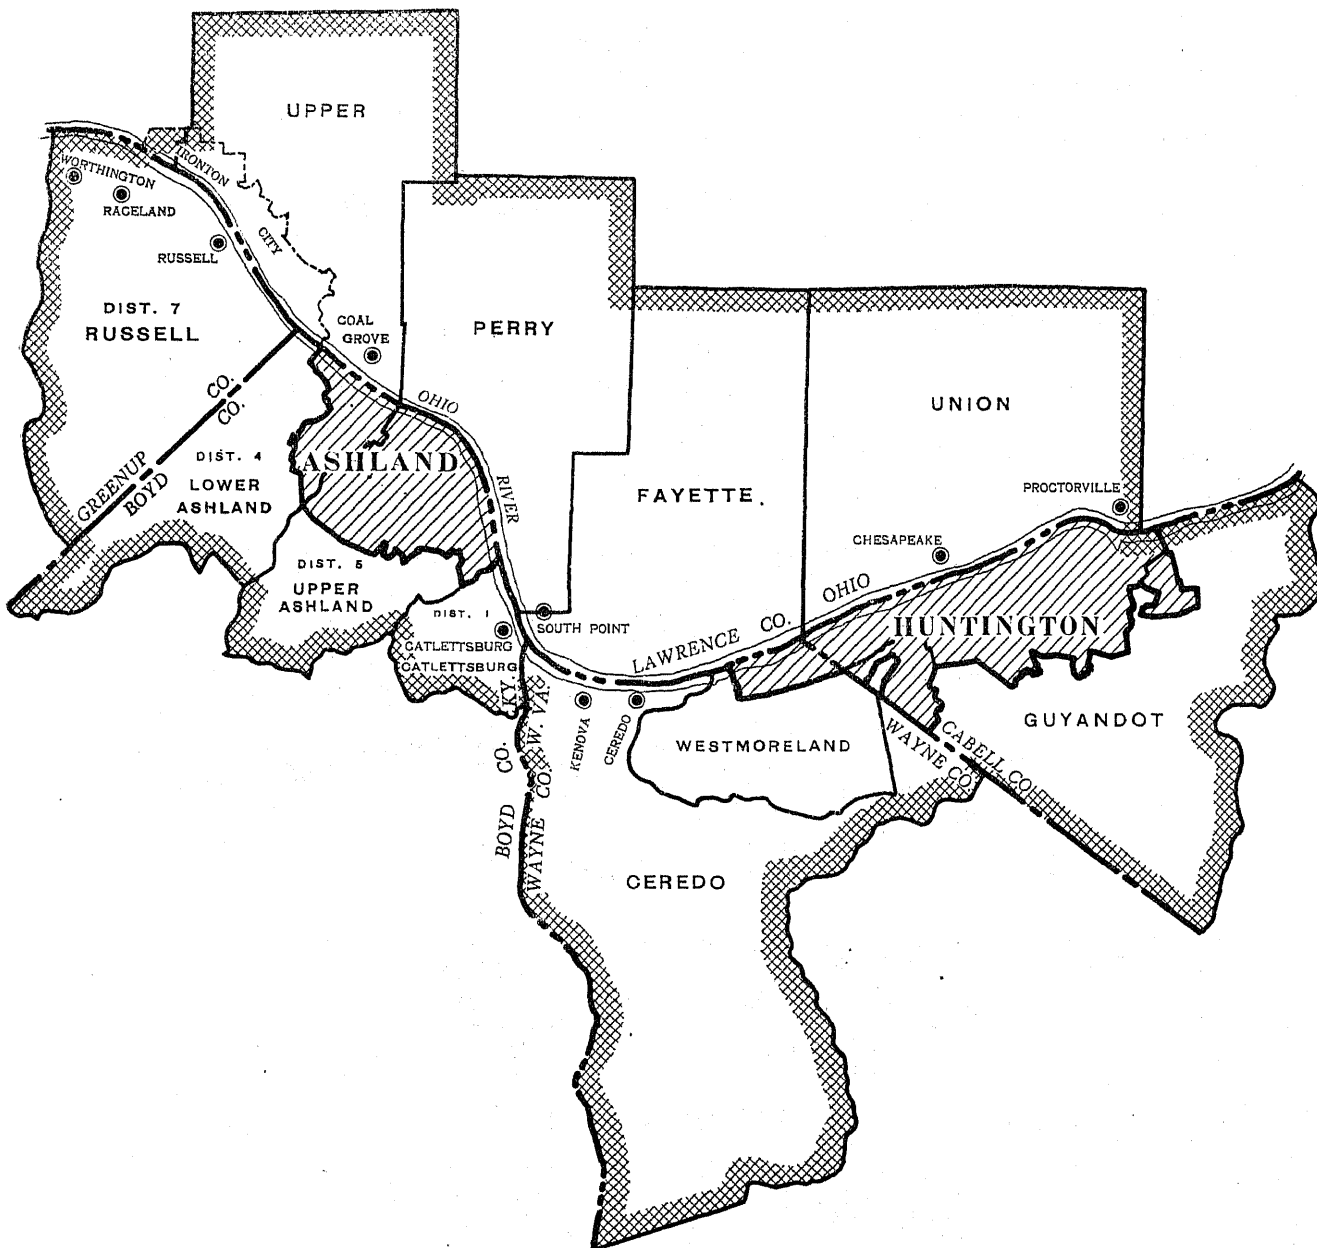 UPPER
IRONTON
CITY
WORTHINGTON
RACELAND
RUSSELL
DIST. 7
RUSSELL
COAL
GROVE
PERRY
OHIO
RIVER
UNION
GREENUP CO.
BOYD CO.
DIST. 4
LOWER
ASHLAND
ASHLAND
FAYETTE
PROCTORVILLE
CHESAPEAKE
DIST. 5
UPPER
ASHLAND
DIST. 1
CATLETTSBURG
CATLETTSBURG
SOUTH POINT
LAWRENCE CO. OHIO
HUNTINGTON
KY.
W. VA.
KENOVA
CEREDO
WESTMORELAND
GUYANDOT
CABELL CO.
WAYNE CO.
BOYD CO.
WAYNE CO.
CEREDO